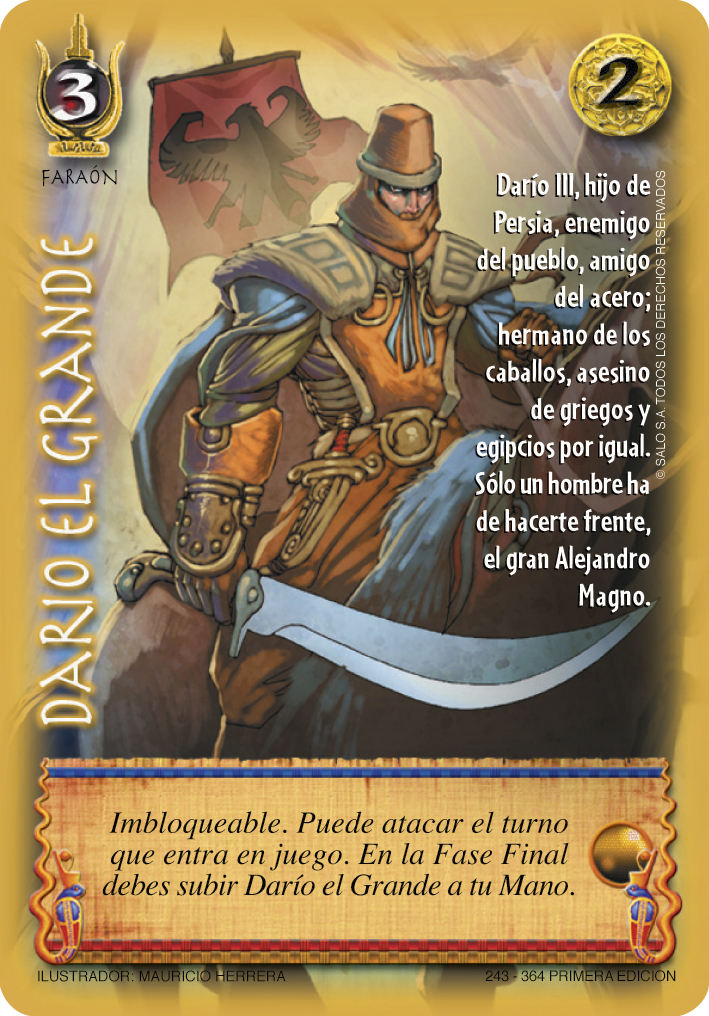 3
2
FARAÓN
DARIO EL GRANDE
Darío III, hijo de
Persia, enemigo
del pueblo, amigo
del acero;
hermano de los
caballos, asesino
de griegos y
egipcios por igual.
Sólo un hombre ha
de hacerte frente,
el gran Alejandro
Magno.
© SALO S.A. TODOS LOS DERECHOS RESERVADOS
Imbloqueable. Puede atacar el turno
que entra en juego. En la Fase Final
debes subir Darío el Grande a tu Mano.
ILUSTRADOR: MAURICIO HERRERA
243 - 364 PRIMERA EDICION